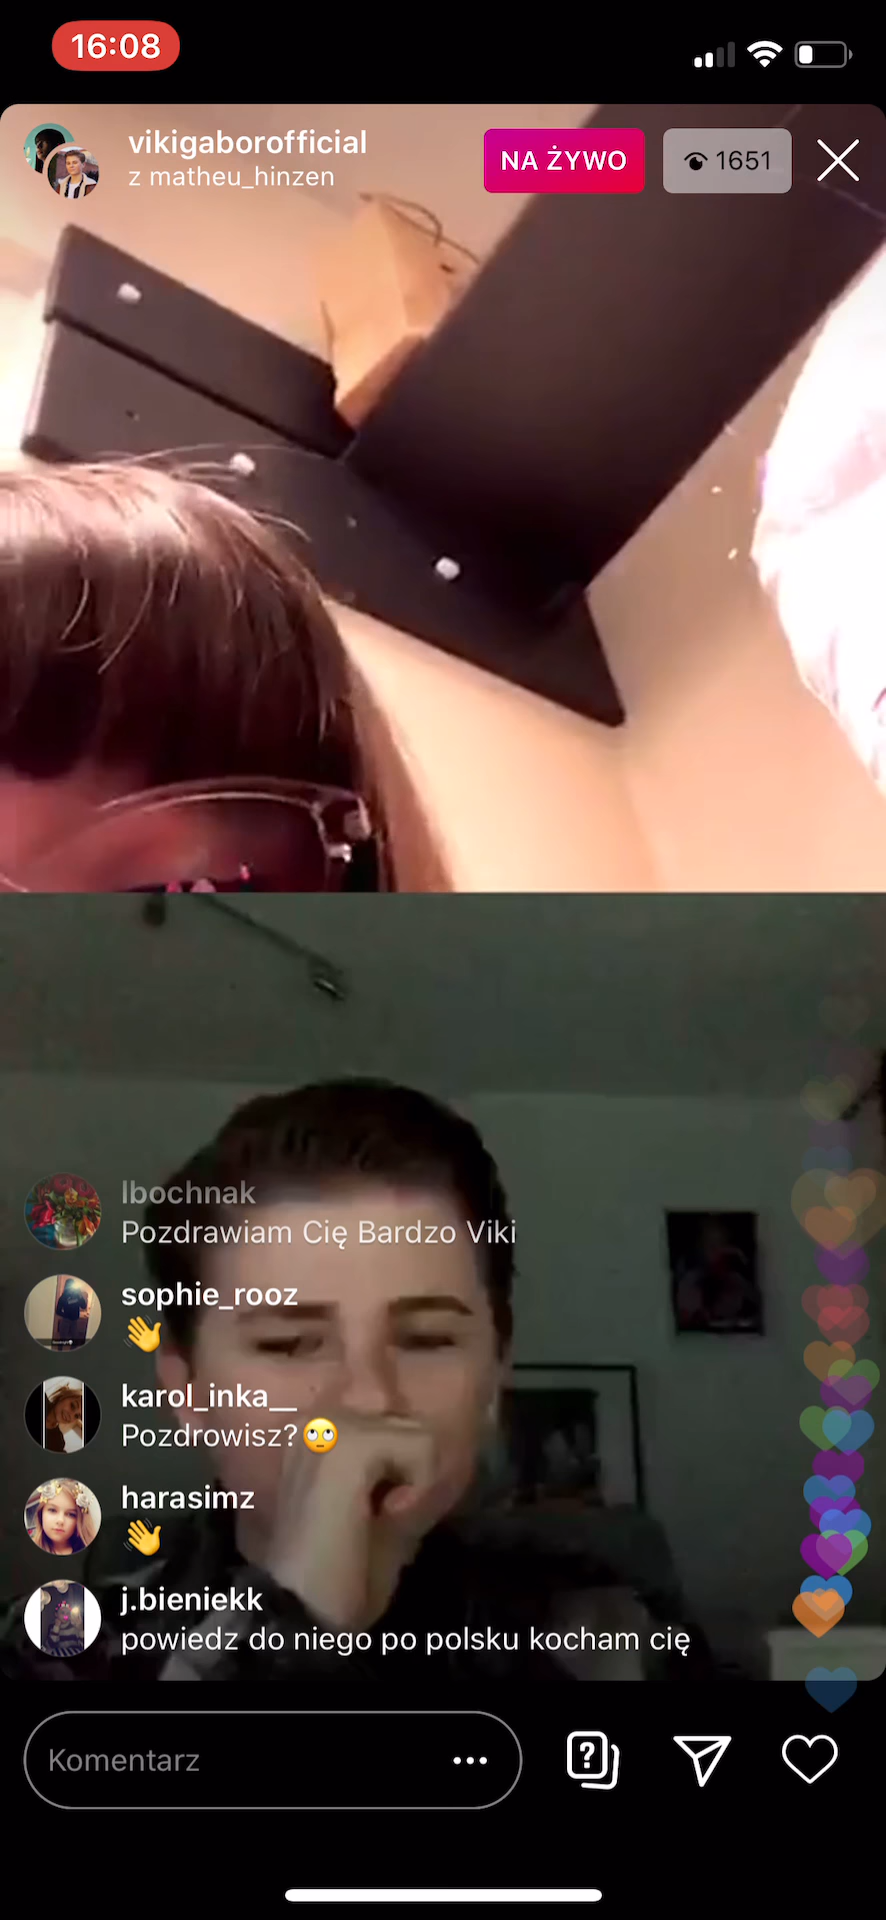 16:08
vikigaborofficial
z matheu_hinzen
NA ŻYWO
1651
lbochnak
Pozdrawiam Cię Bardzo Viki
sophie_rooz
👋
karol_inka__
Pozdrowisz?🙄
harasimz
👋
j.bieniekk
powiedz do niego po polsku kocham cię
Komentarz